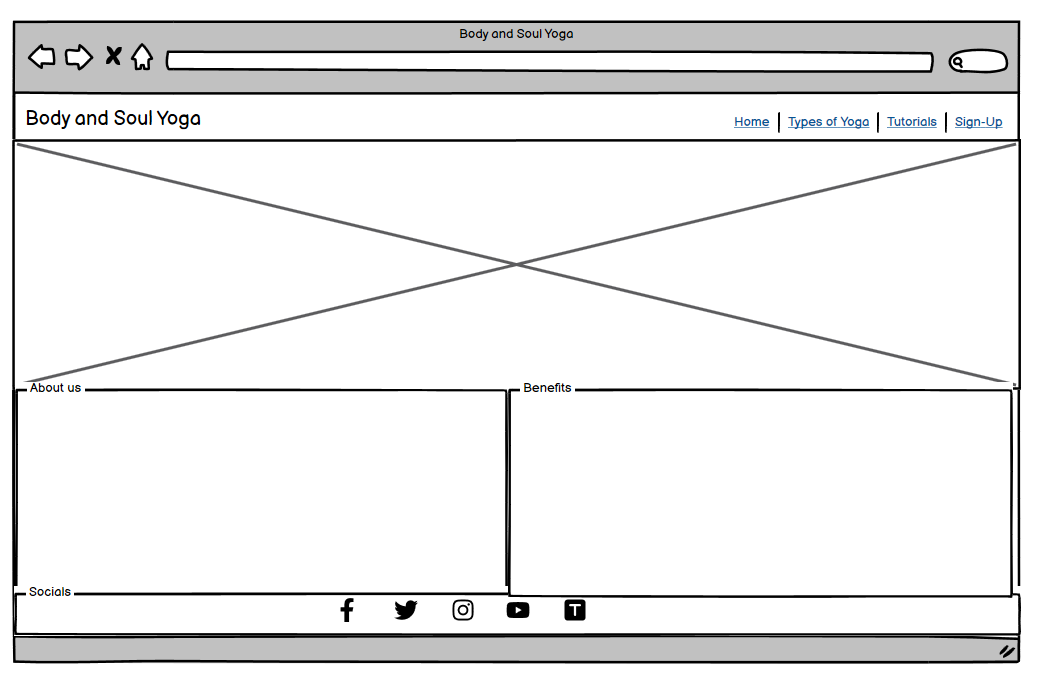 Body and Soul Yoga
Body and Soul Yoga
Home | Types of Yoga | Tutorials | Sign-Up
About us
Benefits
Socials
T